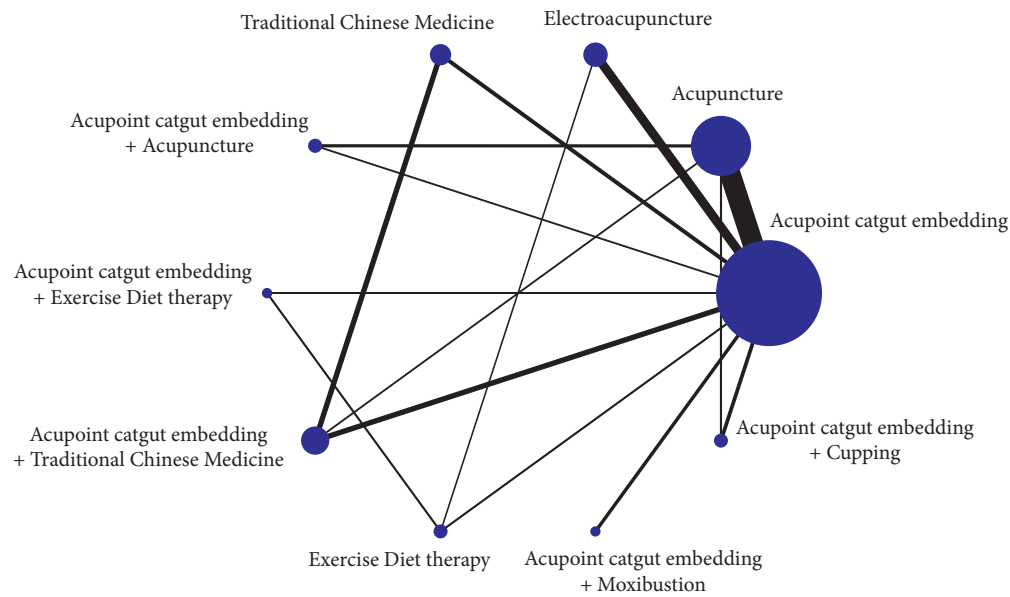 Traditional Chinese Medicine
Electroacupuncture
Acupuncture
Acupoint catgut embedding
+ Acupuncture
Acupoint catgut embedding
Acupoint catgut embedding
+ Exercise Diet therapy
Acupoint catgut embedding
+ Traditional Chinese Medicine
Acupoint catgut embedding
+ Cupping
Exercise Diet therapy
Acupoint catgut embedding
+ Moxibustion